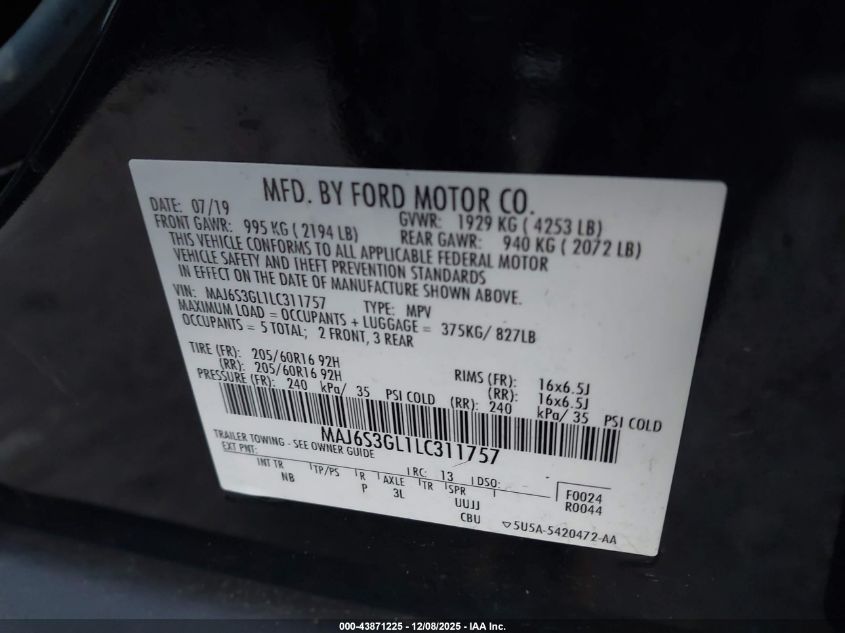 MFD. BY FORD MOTOR CO.
DATE: 07/19 GVWR: 1929 KG ( 4253 LB)
FRONT GAWR: 995 KG ( 2194 LB) REAR GAWR: 940 KG ( 2072 LB)
THIS VEHICLE CONFORMS TO ALL APPLICABLE FEDERAL MOTOR
VEHICLE SAFETY AND THEFT PREVENTION STANDARDS
IN EFFECT ON THE DATE OF MANUFACTURE SHOWN ABOVE.
VIN: MAJ6S3GL1LC311757 TYPE: MPV
MAXIMUM LOAD = OCCUPANTS + LUGGAGE = 375KG/ 827LB
OCCUPANTS = 5 TOTAL; 2 FRONT, 3 REAR
TIRE (FR): 205/60R16 92H RIMS (FR): 16x6.5J
(RR): 205/60R16 92H (RR): 16x6.5J
PRESSURE (FR): 240 kPa/ 35 PSI COLD (RR): 240 kPa/ 35 PSI COLD
MAJ6S3GL1LC311757
TRAILER TOWING - SEE OWNER GUIDE
EXT PNT: RC: 13 DSO:
INT TR TP/PS R AXLE TR SPR F0024
NB P 3L UUJJ R0044
CBU ▽5U5A-5420472-AA
000-43871225 - 12/08/2025 - IAA Inc.